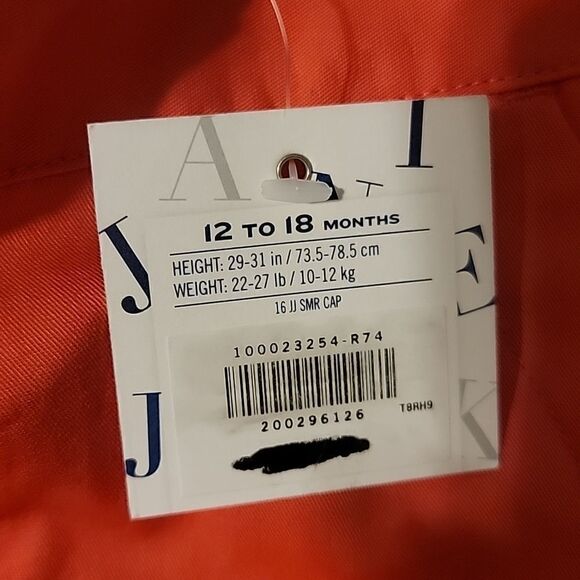 A I
A T
J E
12 TO 18 MONTHS
HEIGHT: 29-31 in / 73.5-78.5 cm
WEIGHT: 22-27 lb / 10-12 kg
16 JJ SMR CAP
100023254-R74
200296126 T8RH9
J K